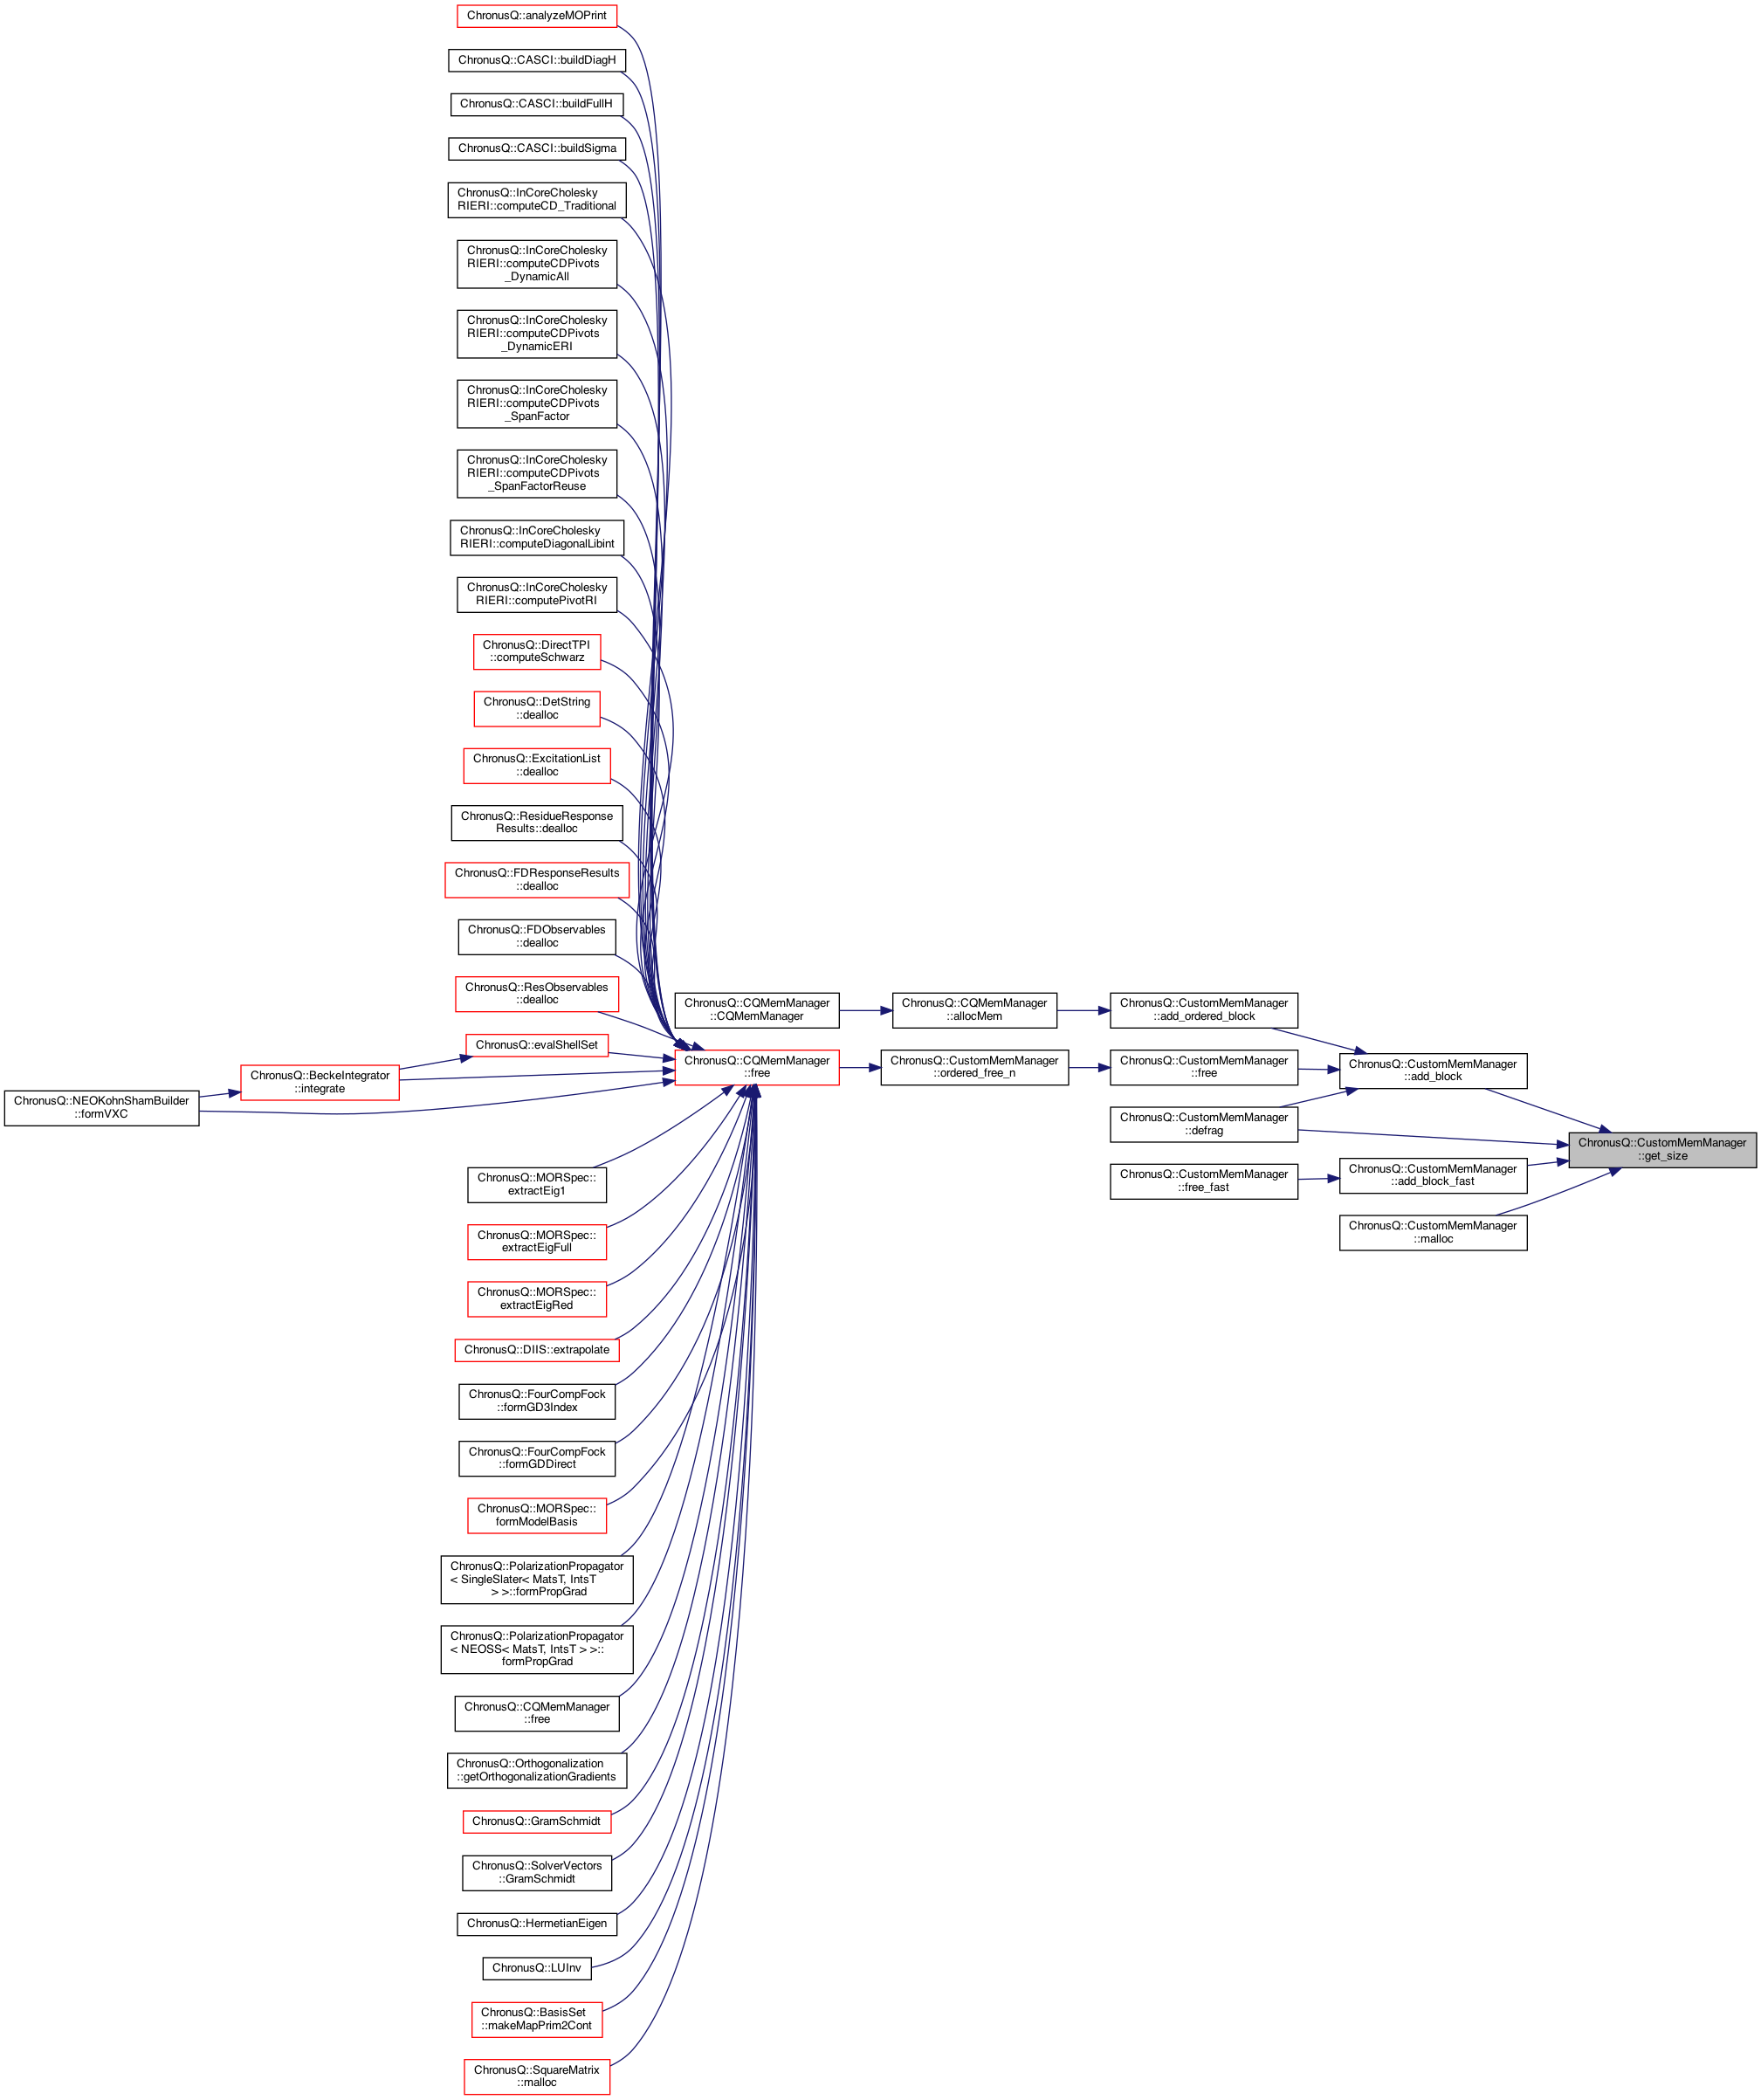 ChronusQ::analyzeMOPrint
ChronusQ::CASCI::buildDiagH
ChronusQ::CASCI::buildFullH
ChronusQ::CASCI::buildSigma
ChronusQ::InCoreCholesky
RIERI::computeCD_Traditional
ChronusQ::InCoreCholesky
RIERI::computeCDPivots
_DynamicAll
ChronusQ::InCoreCholesky
RIERI::computeCDPivots
_DynamicERI
ChronusQ::InCoreCholesky
RIERI::computeCDPivots
_SpanFactor
ChronusQ::InCoreCholesky
RIERI::computeCDPivots
_SpanFactorReuse
ChronusQ::InCoreCholesky
RIERI::computeDiagonalLibint
ChronusQ::InCoreCholesky
RIERI::computePivotRI
ChronusQ::DirectTPI
::computeSchwarz
ChronusQ::DetString
::dealloc
ChronusQ::ExcitationList
::dealloc
ChronusQ::ResidueResponse
Results::dealloc
ChronusQ::FDResponseResults
::dealloc
ChronusQ::FDObservables
::dealloc
ChronusQ::ResObservables
::dealloc
ChronusQ::evalShellSet
ChronusQ::BeckeIntegrator
::integrate
ChronusQ::NEOKohnShamBuilder
::formVXC
ChronusQ::CQMemManager
::CQMemManager
ChronusQ::CQMemManager
::allocMem
ChronusQ::CustomMemManager
::add_ordered_block
ChronusQ::CQMemManager
::free
ChronusQ::CustomMemManager
::ordered_free_n
ChronusQ::CustomMemManager
::free
ChronusQ::CustomMemManager
::add_block
ChronusQ::CustomMemManager
::defrag
ChronusQ::CustomMemManager
::get_size
ChronusQ::CustomMemManager
::free_fast
ChronusQ::CustomMemManager
::add_block_fast
ChronusQ::CustomMemManager
::malloc
ChronusQ::MORSpec::
extractEig1
ChronusQ::MORSpec::
extractEigFull
ChronusQ::MORSpec::
extractEigRed
ChronusQ::DIIS::extrapolate
ChronusQ::FourCompFock
::formGD3Index
ChronusQ::FourCompFock
::formGDDirect
ChronusQ::MORSpec::
formModelBasis
ChronusQ::PolarizationPropagator
< SingleSlater< MatsT, IntsT
> >::formPropGrad
ChronusQ::PolarizationPropagator
< NEOSS< MatsT, IntsT > >::
formPropGrad
ChronusQ::CQMemManager
::free
ChronusQ::Orthogonalization
::getOrthogonalizationGradients
ChronusQ::GramSchmidt
ChronusQ::SolverVectors
::GramSchmidt
ChronusQ::HermetianEigen
ChronusQ::LUInv
ChronusQ::BasisSet
::makeMapPrim2Cont
ChronusQ::SquareMatrix
::malloc